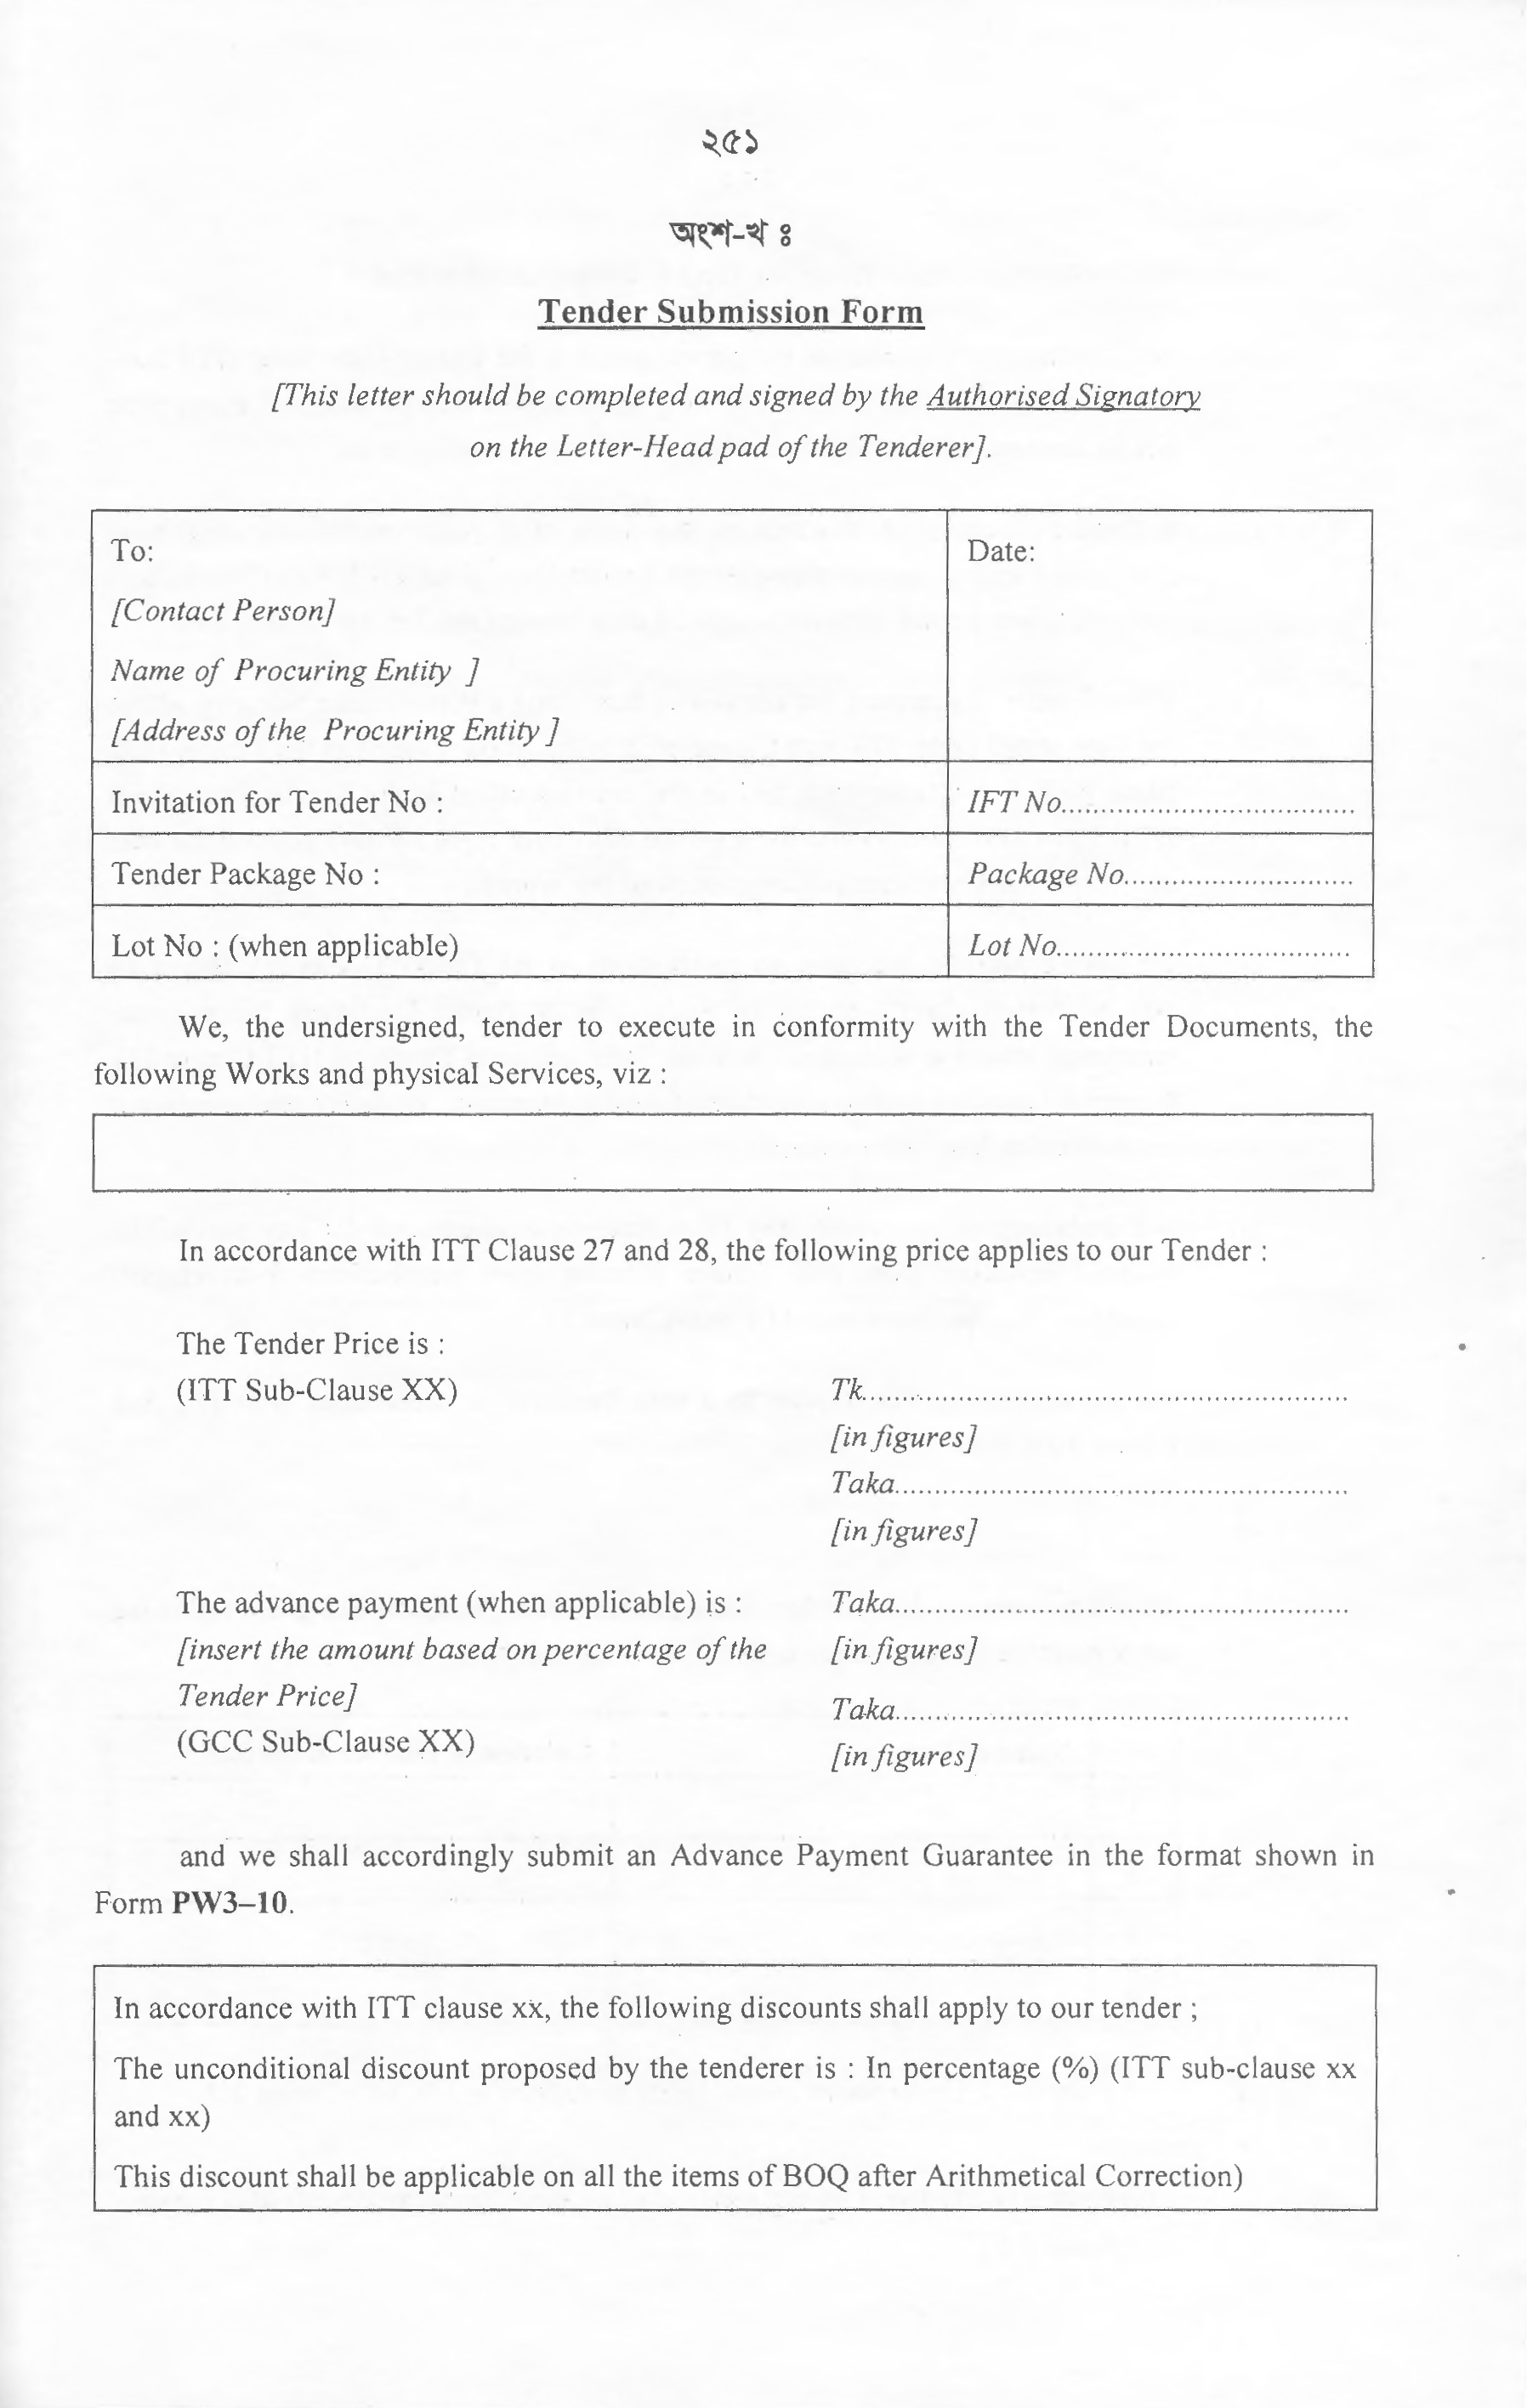 ২৫১
অংশ-খ ঃ
Tender Submission Form
[This letter should be completed and signed by the Authorised Signatory
on the Letter-Head pad of the Tenderer].
To:
Date:
[Contact Person]
Name of Procuring Entity ]
[Address of the Procuring Entity ]
Invitation for Tender No :
IFT No.....................................
Tender Package No :
Package No.............................
Lot No : (when applicable)
Lot No.....................................
We, the undersigned, tender to execute in conformity with the Tender Documents, the
following Works and physical Services, viz :
In accordance with ITT Clause 27 and 28, the following price applies to our Tender :
The Tender Price is :
(ITT Sub-Clause XX)
Tk.............................................................
[in figures]
Taka.........................................................
[in figures]
The advance payment (when applicable) is :
[insert the amount based on percentage of the
Tender Price]
(GCC Sub-Clause XX)
Taka.........................................................
[in figures]
Taka.........................................................
[in figures]
and we shall accordingly submit an Advance Payment Guarantee in the format shown in
Form PW3–10.
In accordance with ITT clause xx, the following discounts shall apply to our tender ;
The unconditional discount proposed by the tenderer is : In percentage (%) (ITT sub-clause xx
and xx)
This discount shall be applicable on all the items of BOQ after Arithmetical Correction)